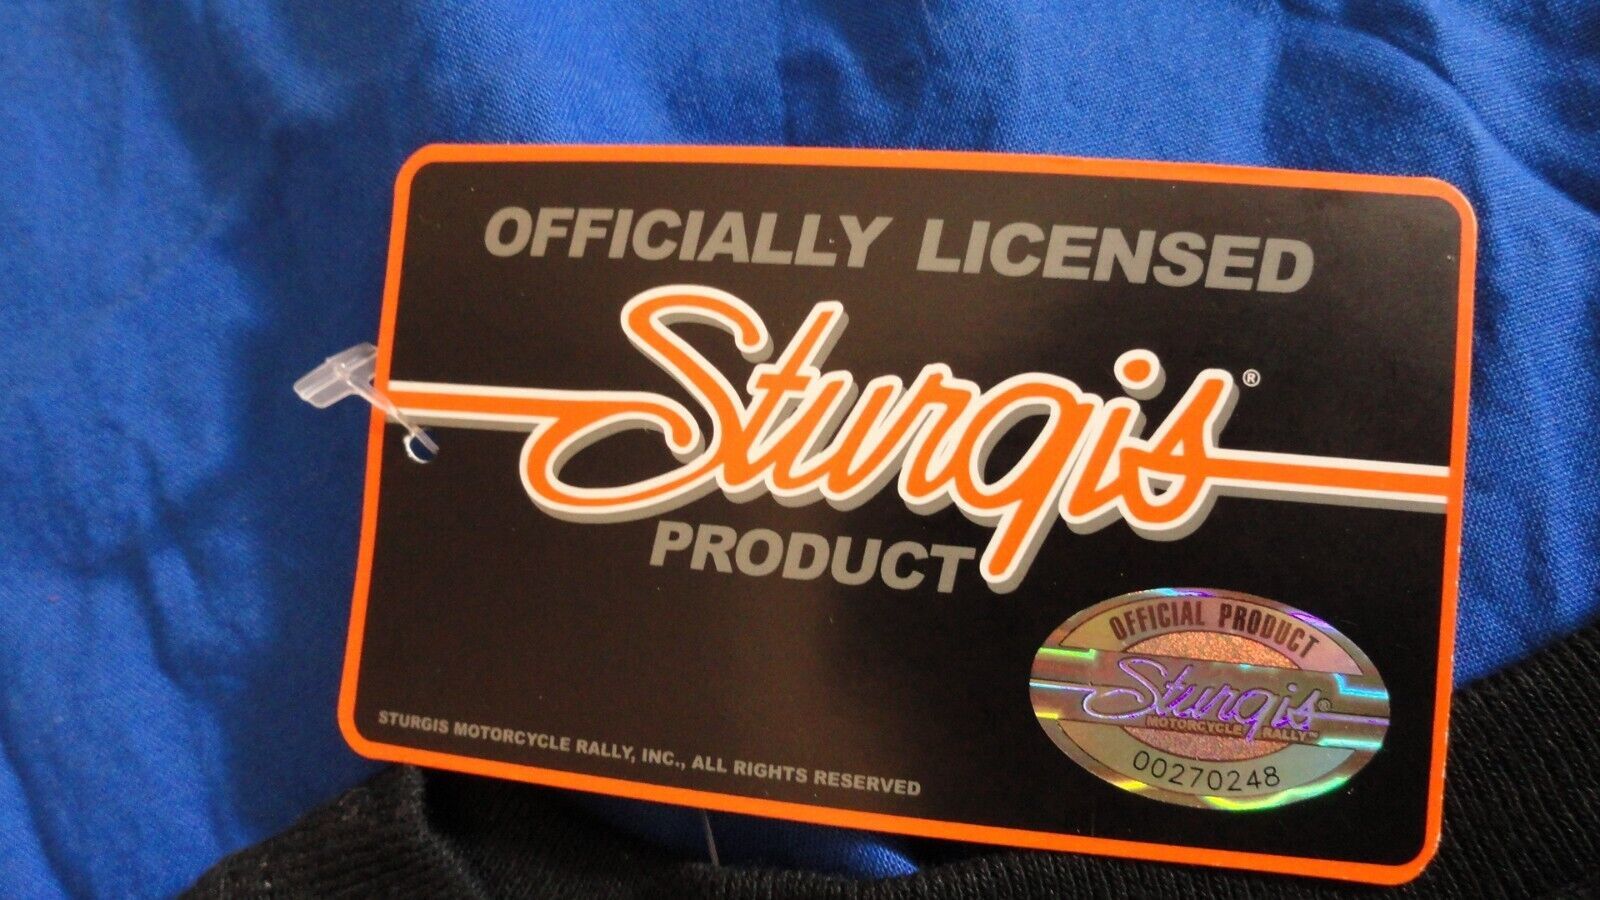 OFFICIALLY LICENSED
Sturgis®
PRODUCT
OFFICIAL PRODUCT
Sturgis®
MOTORCYCLE RALLY™
00270248
STURGIS MOTORCYCLE RALLY, INC., ALL RIGHTS RESERVED